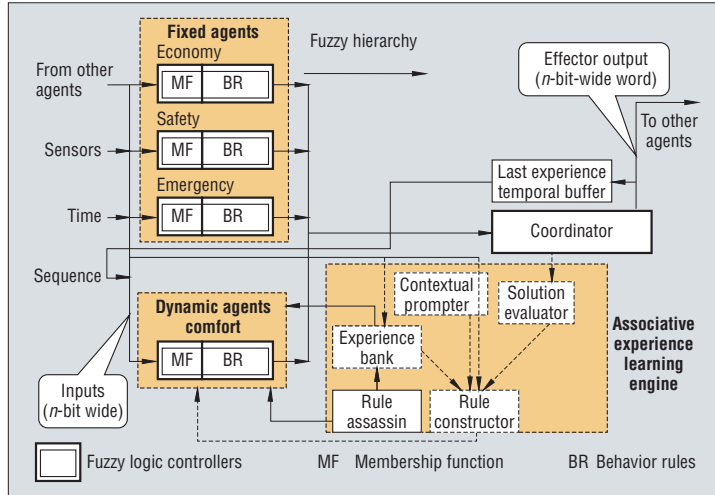 Fixed agents
Economy
Fuzzy hierarchy
Effector output
(n-bit-wide word)
From other
agents
MF BR
To other
agents
Safety
Sensors
MF BR
Last experience
temporal buffer
Emergency
Time
MF BR
Coordinator
Sequence
Contextual
prompter
Solution
evaluator
Dynamic agents
comfort
Associative
experience
learning
engine
Experience
bank
MF BR
Inputs
(n-bit wide)
Rule
assassin
Rule
constructor
Fuzzy logic controllers
MF Membership function
BR Behavior rules